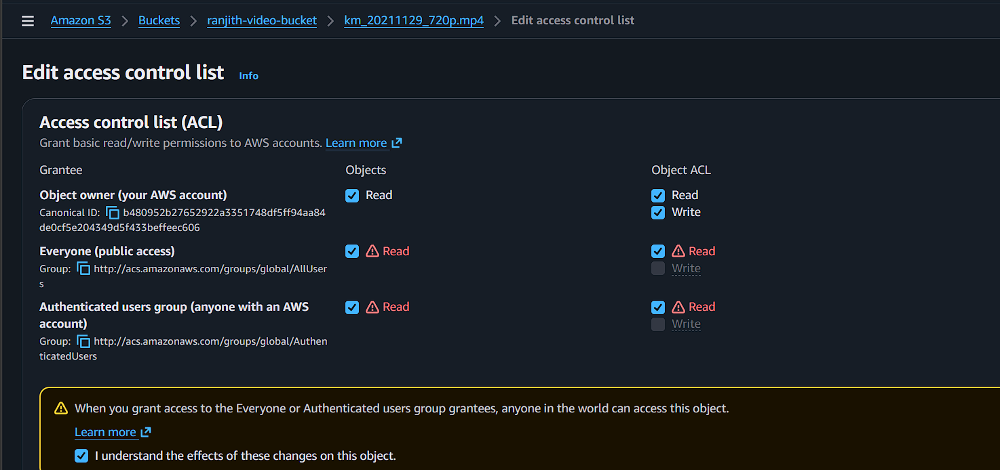 Amazon S3 > Buckets > ranjith-video-bucket > km_20211129_720p.mp4 > Edit access control list
Edit access control list Info
Access control list (ACL)
Grant basic read/write permissions to AWS accounts. Learn more
Grantee Objects Object ACL
Object owner (your AWS account) Read Read
Canonical ID: b480952b27652922a3351748df5ff94aa84 Write
de0cf5e204349d5f433beffeec606
Everyone (public access) Read Read
Group: http://acs.amazonaws.com/groups/global/AllUser Write
s
Authenticated users group (anyone with an AWS Read Read
account) Write
Group: http://acs.amazonaws.com/groups/global/Authen
ticatedUsers
When you grant access to the Everyone or Authenticated users group grantees, anyone in the world can access this object.
Learn more
I understand the effects of these changes on this object.